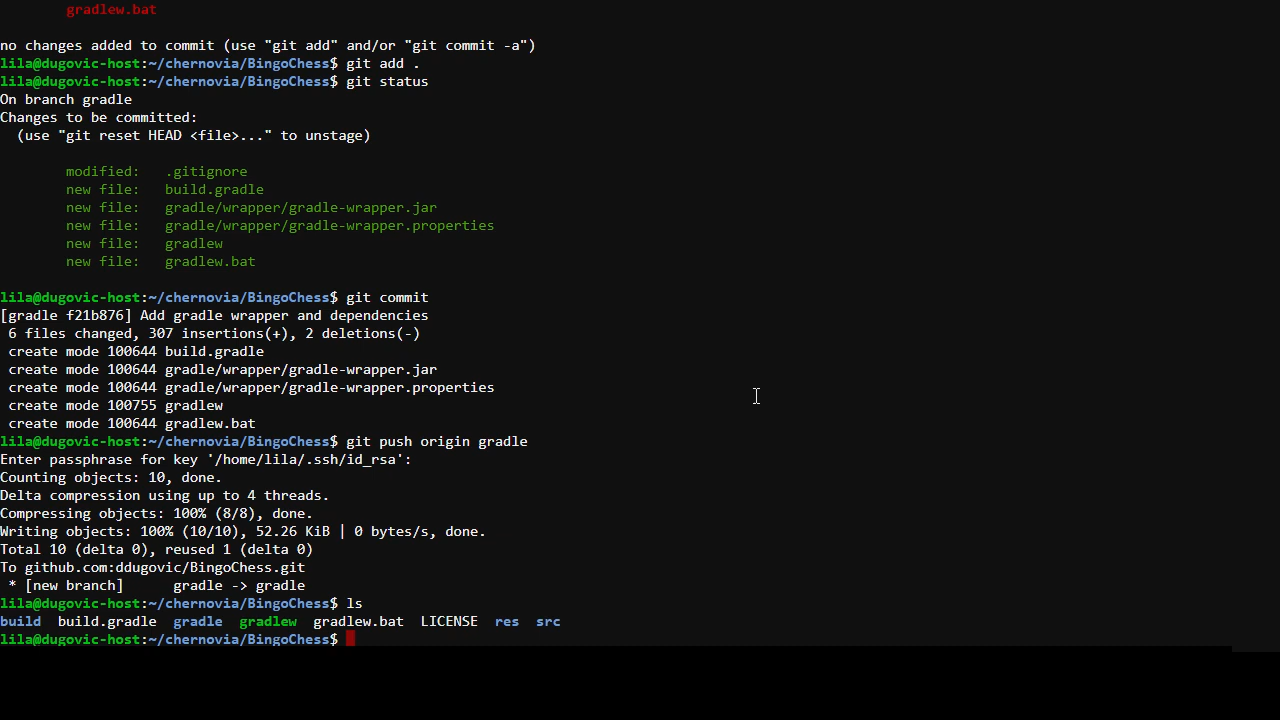 gradlew.bat
no changes added to commit (use "git add" and/or "git commit -a")
lila@dugovic-host:~/chernovia/BingoChess$ git add .
lila@dugovic-host:~/chernovia/BingoChess$ git status
On branch gradle
Changes to be committed:
  (use "git reset HEAD <file>..." to unstage)
        modified:   .gitignore
        new file:   build.gradle
        new file:   gradle/wrapper/gradle-wrapper.jar
        new file:   gradle/wrapper/gradle-wrapper.properties
        new file:   gradlew
        new file:   gradlew.bat
lila@dugovic-host:~/chernovia/BingoChess$ git commit
[gradle f21b876] Add gradle wrapper and dependencies
 6 files changed, 307 insertions(+), 2 deletions(-)
 create mode 100644 build.gradle
 create mode 100644 gradle/wrapper/gradle-wrapper.jar
 create mode 100644 gradle/wrapper/gradle-wrapper.properties
 create mode 100755 gradlew
 create mode 100644 gradlew.bat
lila@dugovic-host:~/chernovia/BingoChess$ git push origin gradle
Enter passphrase for key '/home/lila/.ssh/id_rsa':
Counting objects: 10, done.
Delta compression using up to 4 threads.
Compressing objects: 100% (8/8), done.
Writing objects: 100% (10/10), 52.26 KiB | 0 bytes/s, done.
Total 10 (delta 0), reused 1 (delta 0)
To github.com:ddugovic/BingoChess.git
 * [new branch]      gradle -> gradle
lila@dugovic-host:~/chernovia/BingoChess$ ls
build  build.gradle  gradle  gradlew  gradlew.bat  LICENSE  res  src
lila@dugovic-host:~/chernovia/BingoChess$